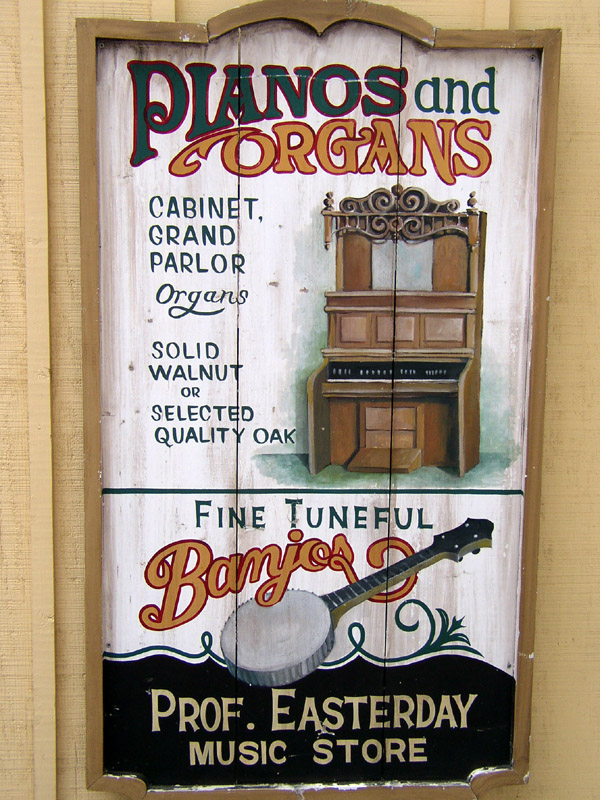 PIANOS and
ORGANS
CABINET,
GRAND
PARLOR
Organs
SOLID
WALNUT
OR
SELECTED
QUALITY OAK
FINE TUNEFUL
Banjos
PROF. EASTERDAY
MUSIC STORE